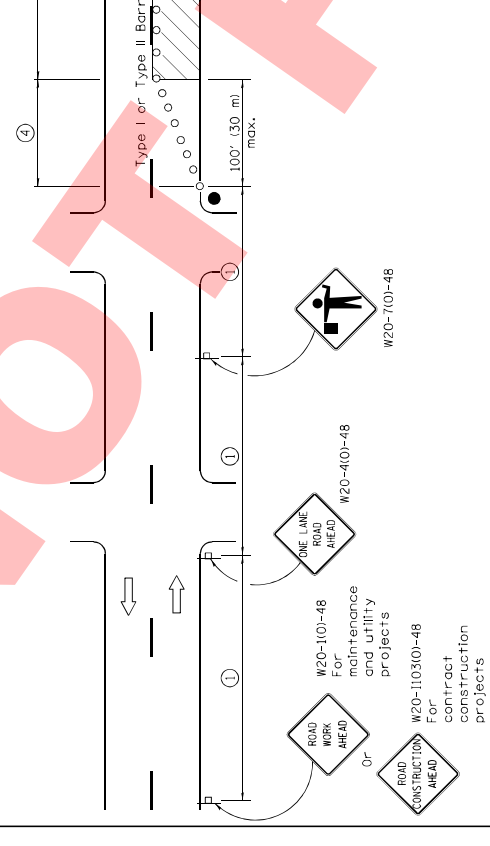 ④
Type I or Type II Barr
100' (30 m)
max.
①
W20-7(O)-48
①
ONE LANE
ROAD
AHEAD
W20-4(O)-48
①
ROAD
WORK
AHEAD
W20-1(O)-48
For
maintenance
and utility
projects
or
ROAD
CONSTRUCTION
AHEAD
W20-I103(O)-48
For
contract
construction
projects
OT